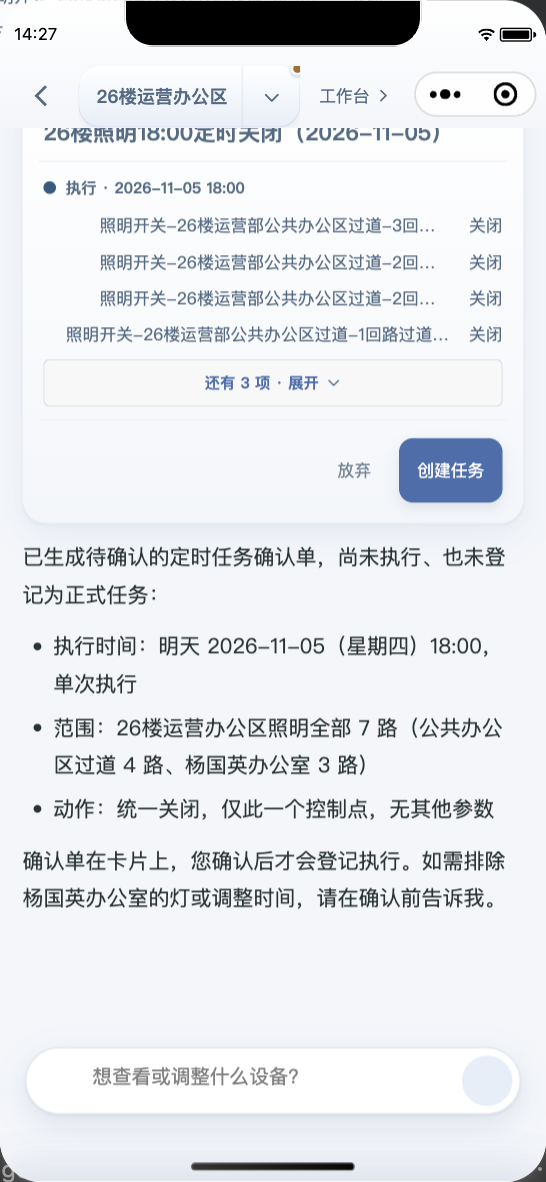 14:27
26楼运营办公区
工作台
26楼照明18:00定时关闭（2026-11-05）
执行 · 2026-11-05 18:00
照明开关-26楼运营部公共办公区过道-3回... 关闭
照明开关-26楼运营部公共办公区过道-2回... 关闭
照明开关-26楼运营部公共办公区过道-2回... 关闭
照明开关-26楼运营部公共办公区过道-1回路过道... 关闭
还有 3 项 · 展开
放弃 创建任务
已生成待确认的定时任务确认单，尚未执行、也未登
记为正式任务：
• 执行时间：明天 2026-11-05（星期四）18:00，
单次执行
• 范围：26楼运营办公区照明全部 7 路（公共办公
区过道 4 路、杨国英办公室 3 路）
• 动作：统一关闭，仅此一个控制点，无其他参数
确认单在卡片上，您确认后才会登记执行。如需排除
杨国英办公室的灯或调整时间，请在确认前告诉我。
想查看或调整什么设备?